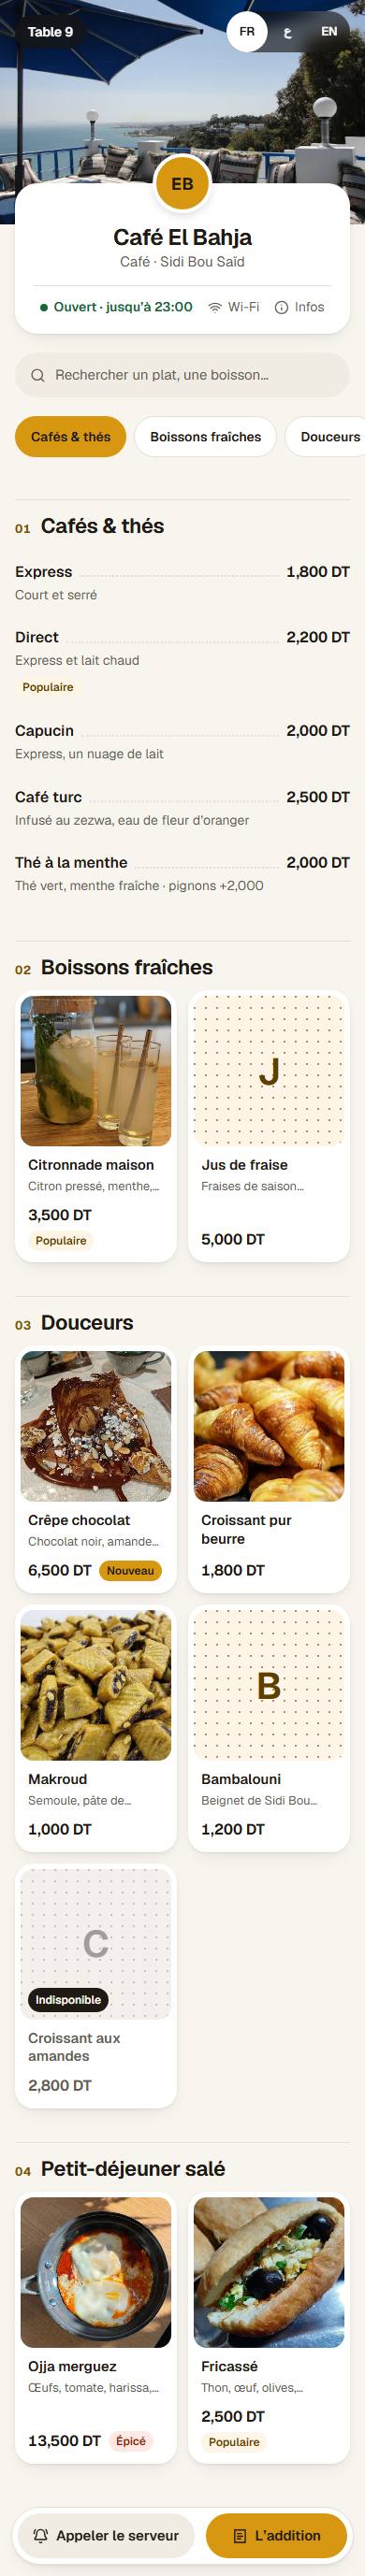 Table 9
FR
ع
EN
EB
Café El Bahja
Café · Sidi Bou Saïd
Ouvert · jusqu'à 23:00
Wi-Fi
Infos
Rechercher un plat, une boisson...
Cafés & thés
Boissons fraîches
Douceurs
01 Cafés & thés
Express 1,800 DT
Court et serré
Direct 2,200 DT
Express et lait chaud
Populaire
Capucin 2,000 DT
Express, un nuage de lait
Café turc 2,500 DT
Infusé au zezwa, eau de fleur d'oranger
Thé à la menthe 2,000 DT
Thé vert, menthe fraîche · pignons +2,000
02 Boissons fraîches
Citronnade maison
Citron pressé, menthe,...
3,500 DT
Populaire
J
Jus de fraise
Fraises de saison...
5,000 DT
03 Douceurs
Crêpe chocolat
Chocolat noir, amande...
6,500 DT Nouveau
Croissant pur
beurre
1,800 DT
Makroud
Semoule, pâte de...
1,000 DT
B
Bambalouni
Beignet de Sidi Bou...
1,200 DT
C
Indisponible
Croissant aux
amandes
2,800 DT
04 Petit-déjeuner salé
Ojja merguez
Œufs, tomate, harissa,...
13,500 DT Épicé
Fricassé
Thon, œuf, olives,...
2,500 DT
Populaire
Appeler le serveur
L'addition